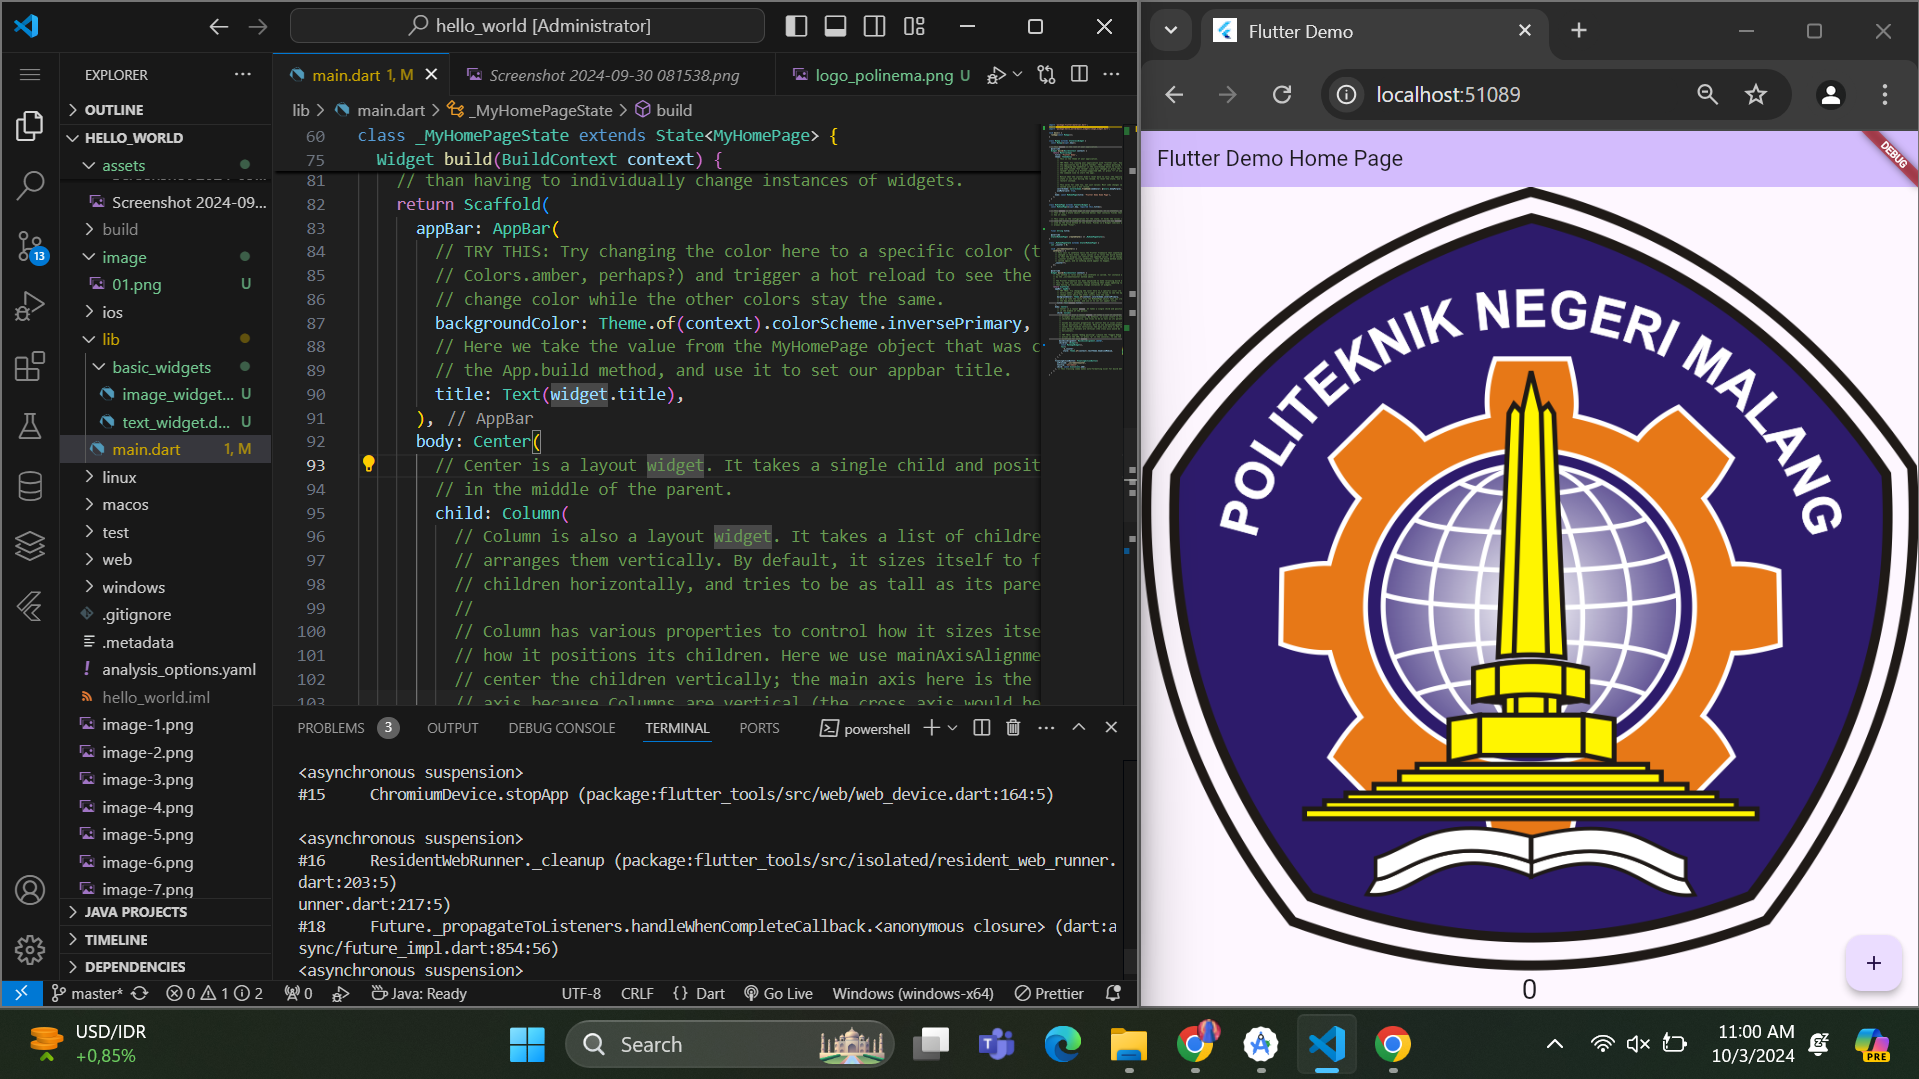 hello_world [Administrator]
EXPLORER
OUTLINE
HELLO_WORLD
assets
Screenshot 2024-09...
build
image
01.png U
ios
lib
basic_widgets
image_widget... U
text_widget.d... U
main.dart 1, M
linux
macos
test
web
windows
.gitignore
.metadata
analysis_options.yaml
hello_world.iml
image-1.png
image-2.png
image-3.png
image-4.png
image-5.png
image-6.png
image-7.png
JAVA PROJECTS
TIMELINE
DEPENDENCIES
13
main.dart 1, M
Screenshot 2024-09-30 081538.png
logo_polinema.png U
lib > main.dart > _MyHomePageState > build
60 class _MyHomePageState extends State<MyHomePage> {
75 Widget build(BuildContext context) {
81 // than having to individually change instances of widgets.
82 return Scaffold(
83 appBar: AppBar(
84 // TRY THIS: Try changing the color here to a specific color (t
85 // Colors.amber, perhaps?) and trigger a hot reload to see the
86 // change color while the other colors stay the same.
87 backgroundColor: Theme.of(context).colorScheme.inversePrimary,
88 // Here we take the value from the MyHomePage object that was c
89 // the App.build method, and use it to set our appbar title.
90 title: Text(widget.title),
91 ), // AppBar
92 body: Center(
93 // Center is a layout widget. It takes a single child and posit
94 // in the middle of the parent.
95 child: Column(
96 // Column is also a layout widget. It takes a list of childre
97 // arranges them vertically. By default, it sizes itself to f
98 // children horizontally, and tries to be as tall as its pare
99 //
100 // Column has various properties to control how it sizes itse
101 // how it positions its children. Here we use mainAxisAlignme
102 // center the children vertically; the main axis here is the
103 // axis because Columns are vertical (the cross axis would be
PROBLEMS 3 OUTPUT DEBUG CONSOLE TERMINAL PORTS powershell
<asynchronous suspension>
#15 ChromiumDevice.stopApp (package:flutter_tools/src/web/web_device.dart:164:5)
<asynchronous suspension>
#16 ResidentWebRunner._cleanup (package:flutter_tools/src/isolated/resident_web_runner.
dart:203:5)
unner.dart:217:5)
#18 Future._propagateToListeners.handleWhenCompleteCallback.<anonymous closure> (dart:a
sync/future_impl.dart:854:56)
<asynchronous suspension>
master* 0 1 2 0 Java: Ready UTF-8 CRLF {} Dart Go Live Windows (windows-x64) Prettier
Flutter Demo
localhost:51089
Flutter Demo Home Page
DEBUG
POLITEKNIK NEGERI MALANG
0
+
USD/IDR
+0,85%
Search
11:00 AM
10/3/2024
PRE